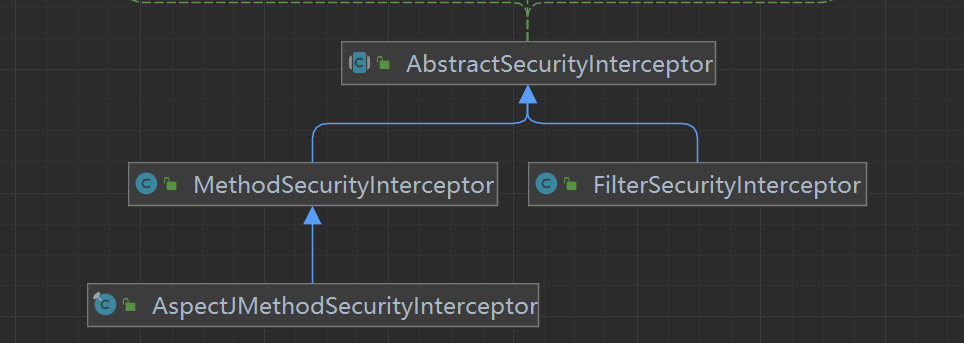 AbstractSecurityInterceptor
MethodSecurityInterceptor
FilterSecurityInterceptor
AspectJMethodSecurityInterceptor